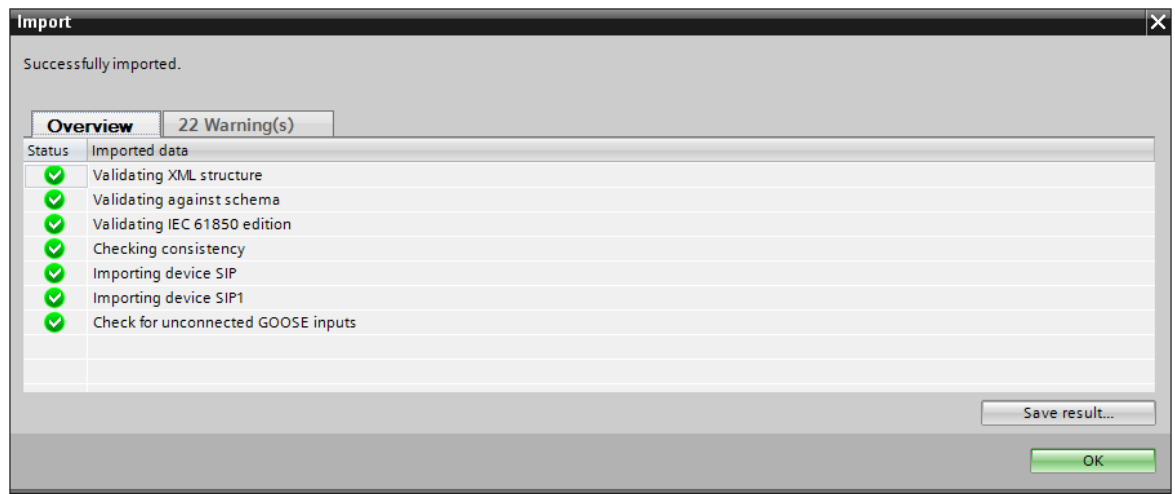 Import
Successfully imported.
Overview 22 Warning(s)
Status Imported data
Validating XML structure
Validating against schema
Validating IEC 61850 edition
Checking consistency
Importing device SIP
Importing device SIP1
Check for unconnected GOOSE inputs
Save result...
OK